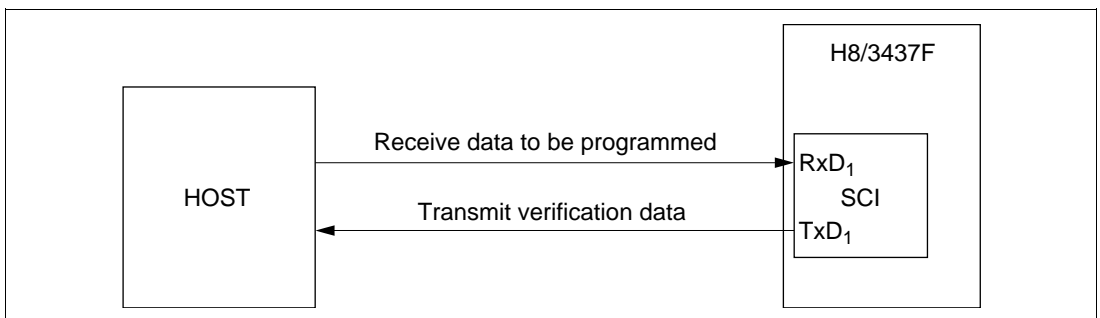 H8/3437F
Receive data to be programmed
RxD₁
HOST
SCI
Transmit verification data
TxD₁